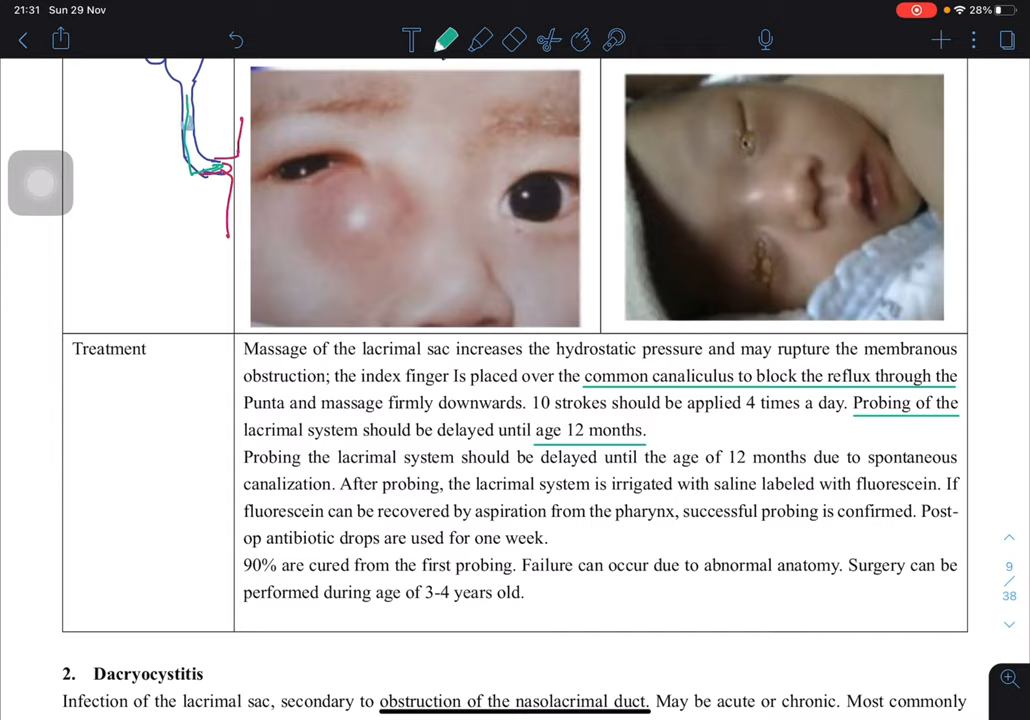 21:31 Sun 29 Nov
28%
T
Treatment
Massage of the lacrimal sac increases the hydrostatic pressure and may rupture the membranous
obstruction; the index finger Is placed over the common canaliculus to block the reflux through the
Punta and massage firmly downwards. 10 strokes should be applied 4 times a day. Probing of the
lacrimal system should be delayed until age 12 months.
Probing the lacrimal system should be delayed until the age of 12 months due to spontaneous
canalization. After probing, the lacrimal system is irrigated with saline labeled with fluorescein. If
fluorescein can be recovered by aspiration from the pharynx, successful probing is confirmed. Post-
op antibiotic drops are used for one week.
90% are cured from the first probing. Failure can occur due to abnormal anatomy. Surgery can be
performed during age of 3-4 years old.
9
/
38
2. Dacryocystitis
Infection of the lacrimal sac, secondary to obstruction of the nasolacrimal duct. May be acute or chronic. Most commonly